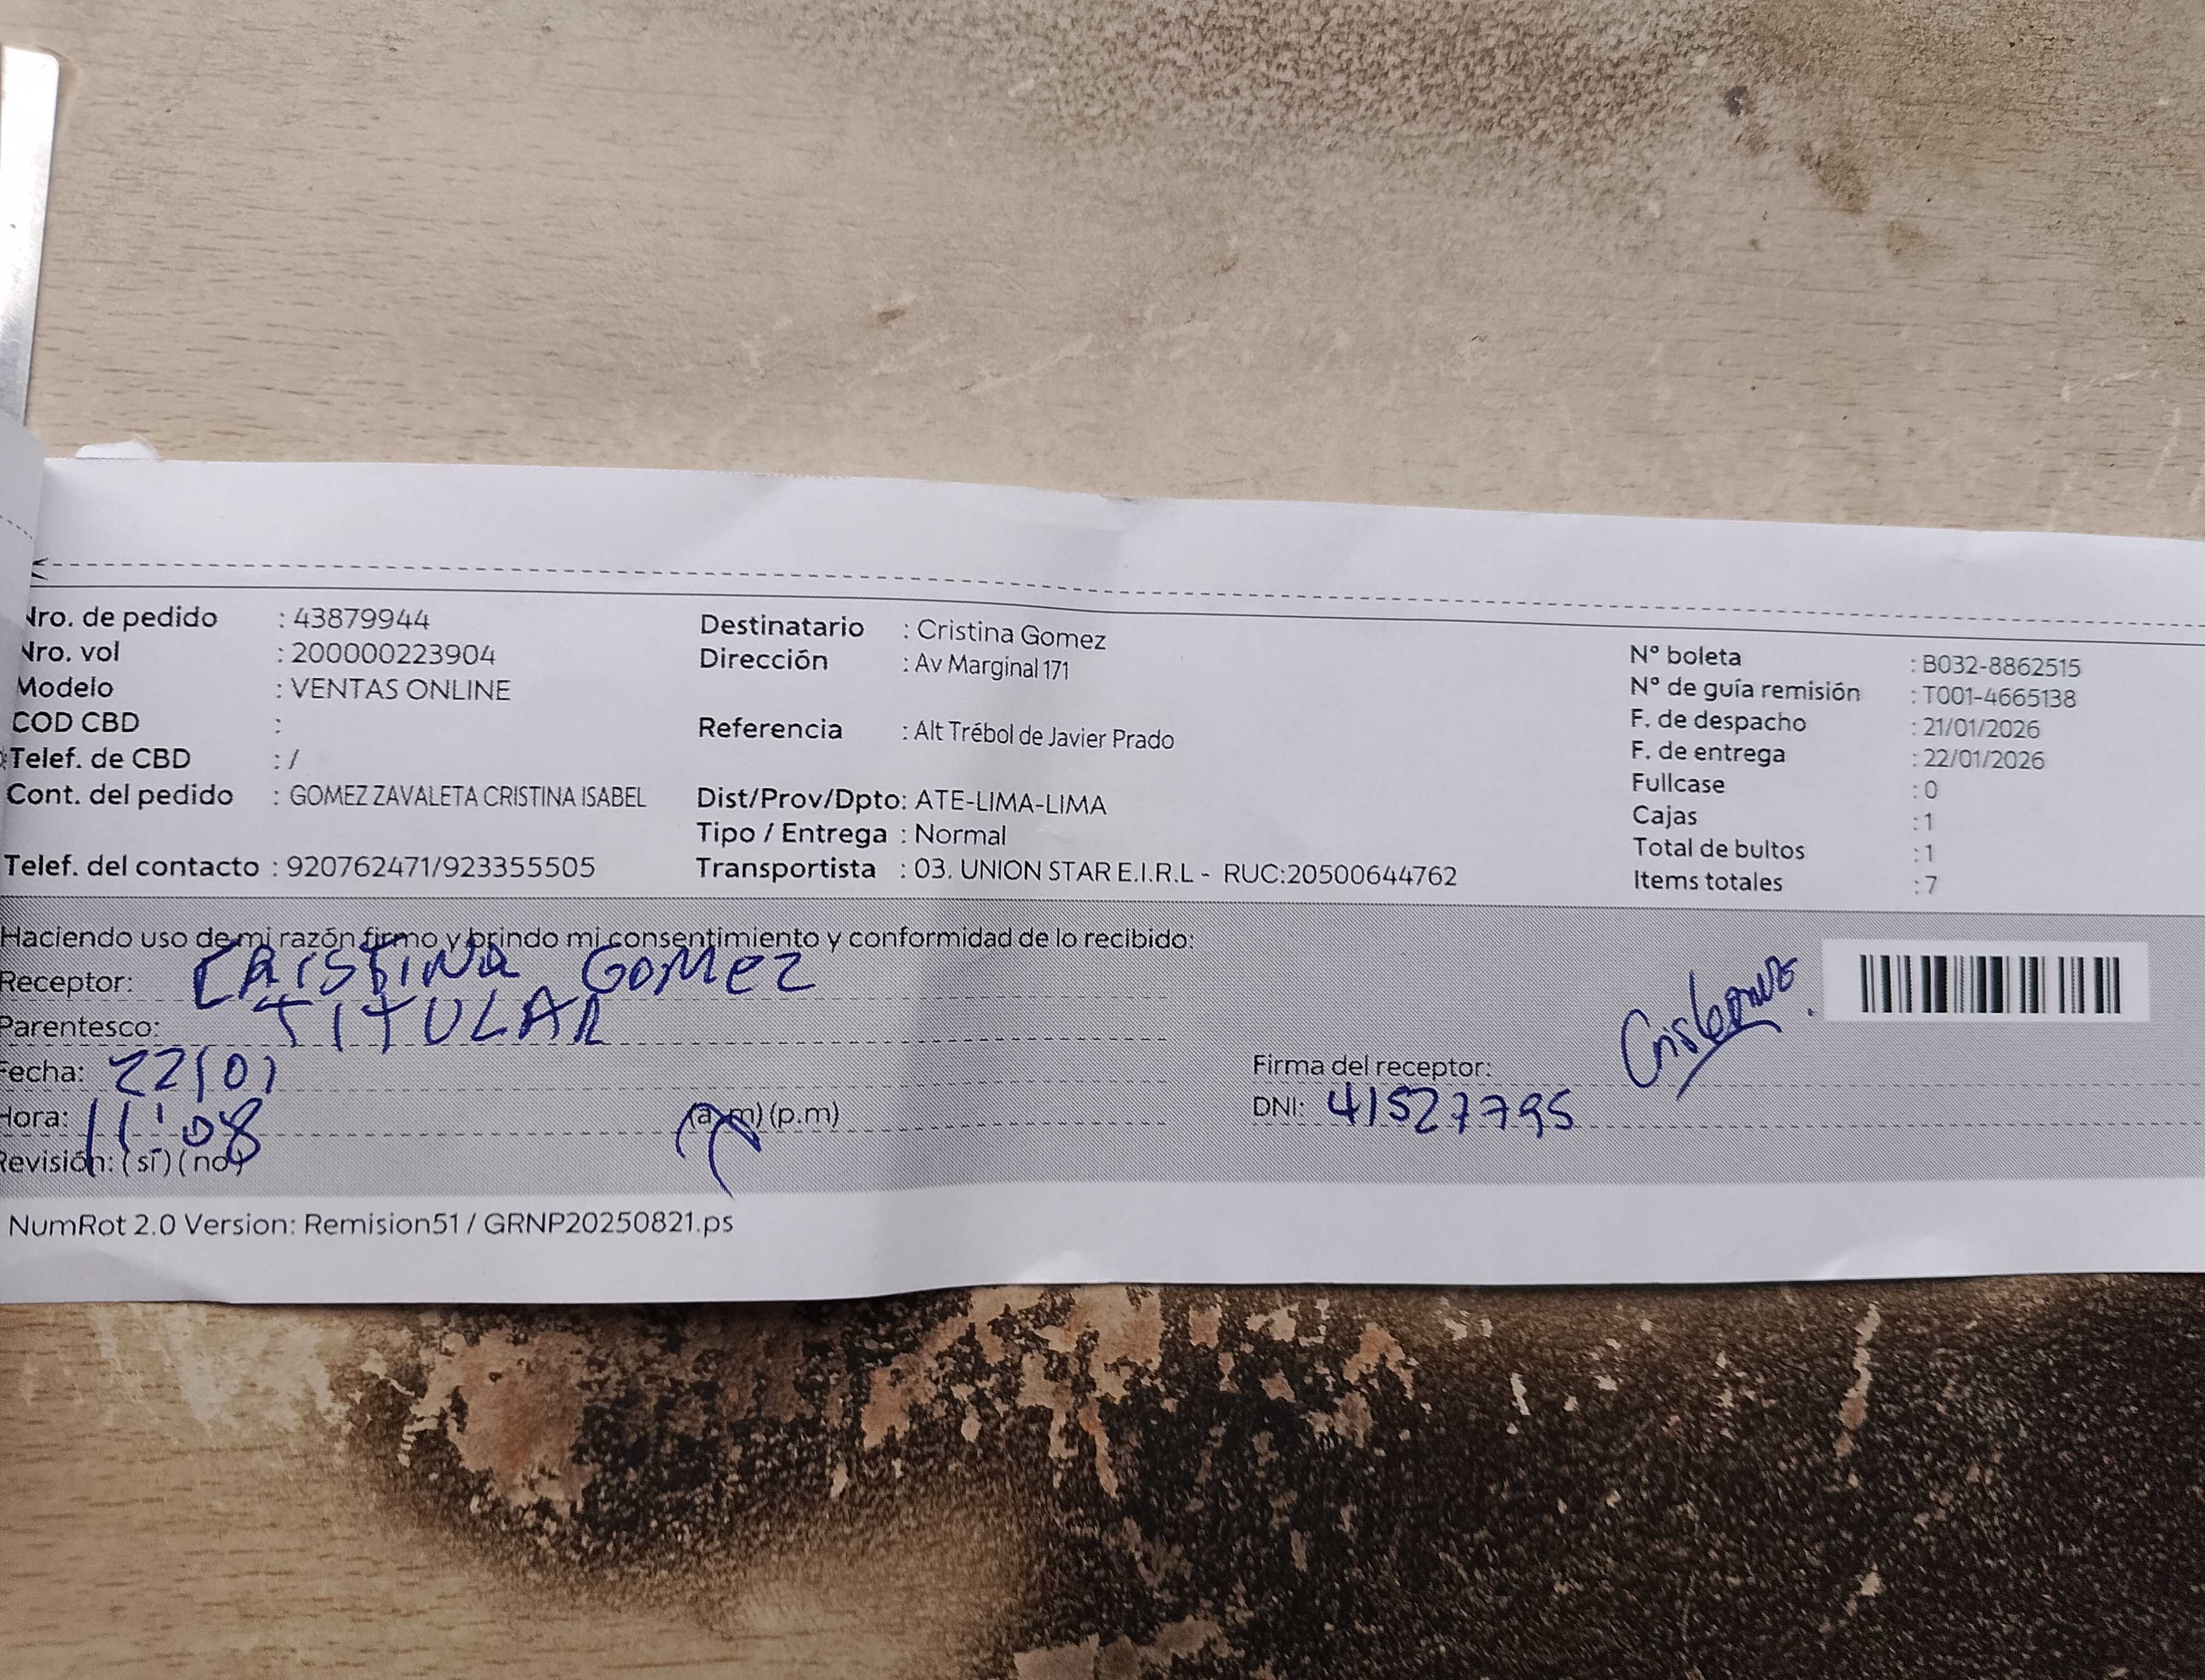 Nro. de pedido : 43879944
Nro. vol : 200000223904
Modelo : VENTAS ONLINE
COD CBD :
Telef. de CBD : /
Cont. del pedido : GOMEZ ZAVALETA CRISTINA ISABEL
Telef. del contacto : 920762471/923355505
Destinatario : Cristina Gomez
Dirección : Av Marginal 171
Referencia : Alt Trébol de Javier Prado
Dist/Prov/Dpto: ATE-LIMA-LIMA
Tipo / Entrega : Normal
Transportista : 03. UNION STAR E.I.R.L - RUC:20500644762
N° boleta : B032-8862515
N° de guía remisión : T001-4665138
F. de despacho : 21/01/2026
F. de entrega : 22/01/2026
Fullcase : 0
Cajas : 1
Total de bultos : 1
Items totales : 7
Haciendo uso de mi razón firmo y brindo mi consentimiento y conformidad de lo recibido:
Receptor: CRISTINA GOMEZ
Parentesco: TITULAR
Fecha: 22/01
Hora: 11:08 (a.m) (p.m)
Revisión: (sí) (no)
Firma del receptor:
DNI: 41527795
NumRot 2.0 Version: Remision51 / GRNP20250821.ps